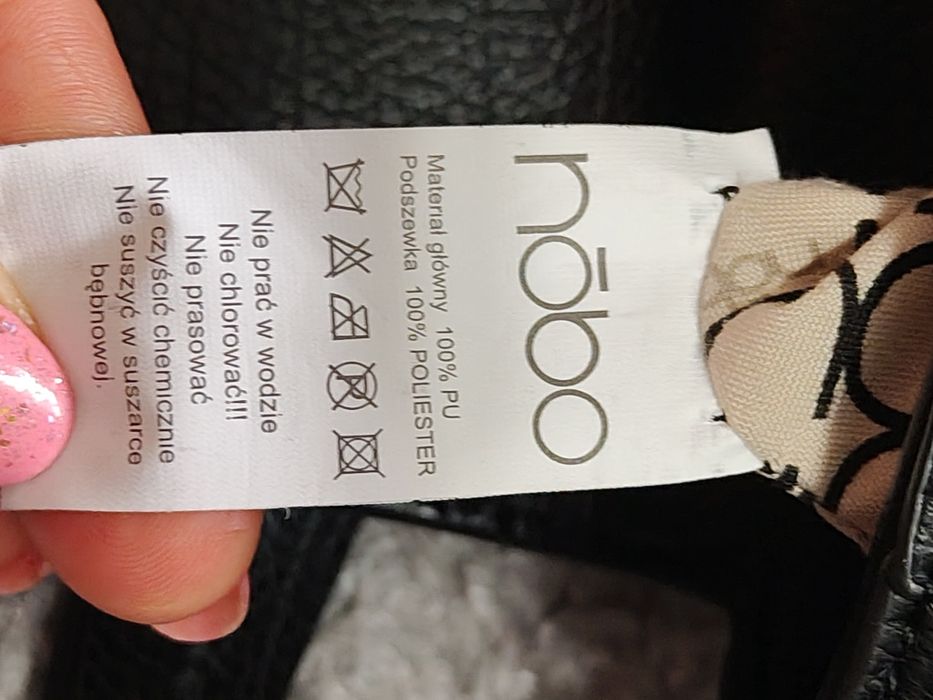 nōbo
Materiał główny 100% PU
Podszewka 100% POLIESTER
Nie prać w wodzie
Nie chlorować!!!
Nie prasować
Nie czyścić chemicznie
Nie suszyć w suszarce
bębnowej.